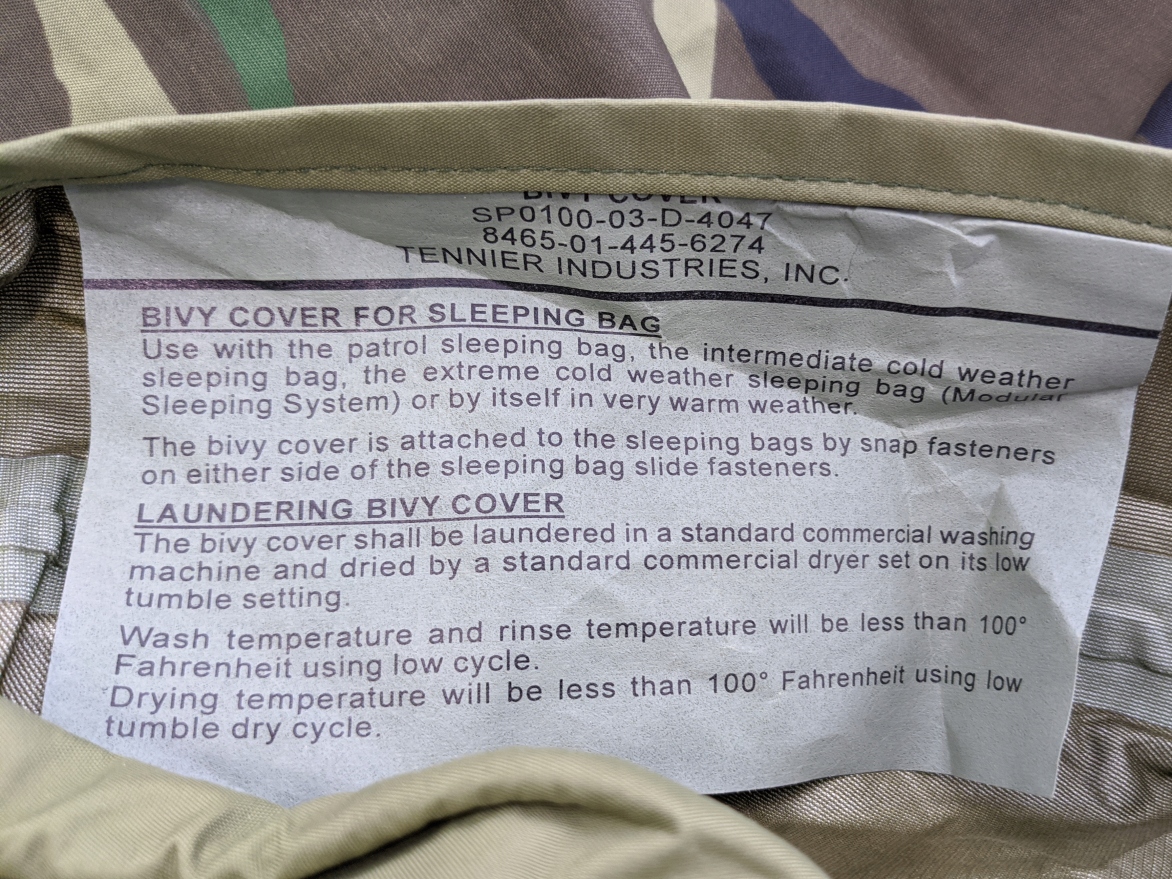 BIVY COVER
SP0100-03-D-4047
8465-01-445-6274
TENNIER INDUSTRIES, INC.
BIVY COVER FOR SLEEPING BAG
Use with the patrol sleeping bag, the intermediate cold weather
sleeping bag, the extreme cold weather sleeping bag (Modular
Sleeping System) or by itself in very warm weather.
The bivy cover is attached to the sleeping bags by snap fasteners
on either side of the sleeping bag slide fasteners.
LAUNDERING BIVY COVER
The bivy cover shall be laundered in a standard commercial washing
machine and dried by a standard commercial dryer set on its low
tumble setting.
Wash temperature and rinse temperature will be less than 100°
Fahrenheit using low cycle.
Drying temperature will be less than 100° Fahrenheit using low
tumble dry cycle.